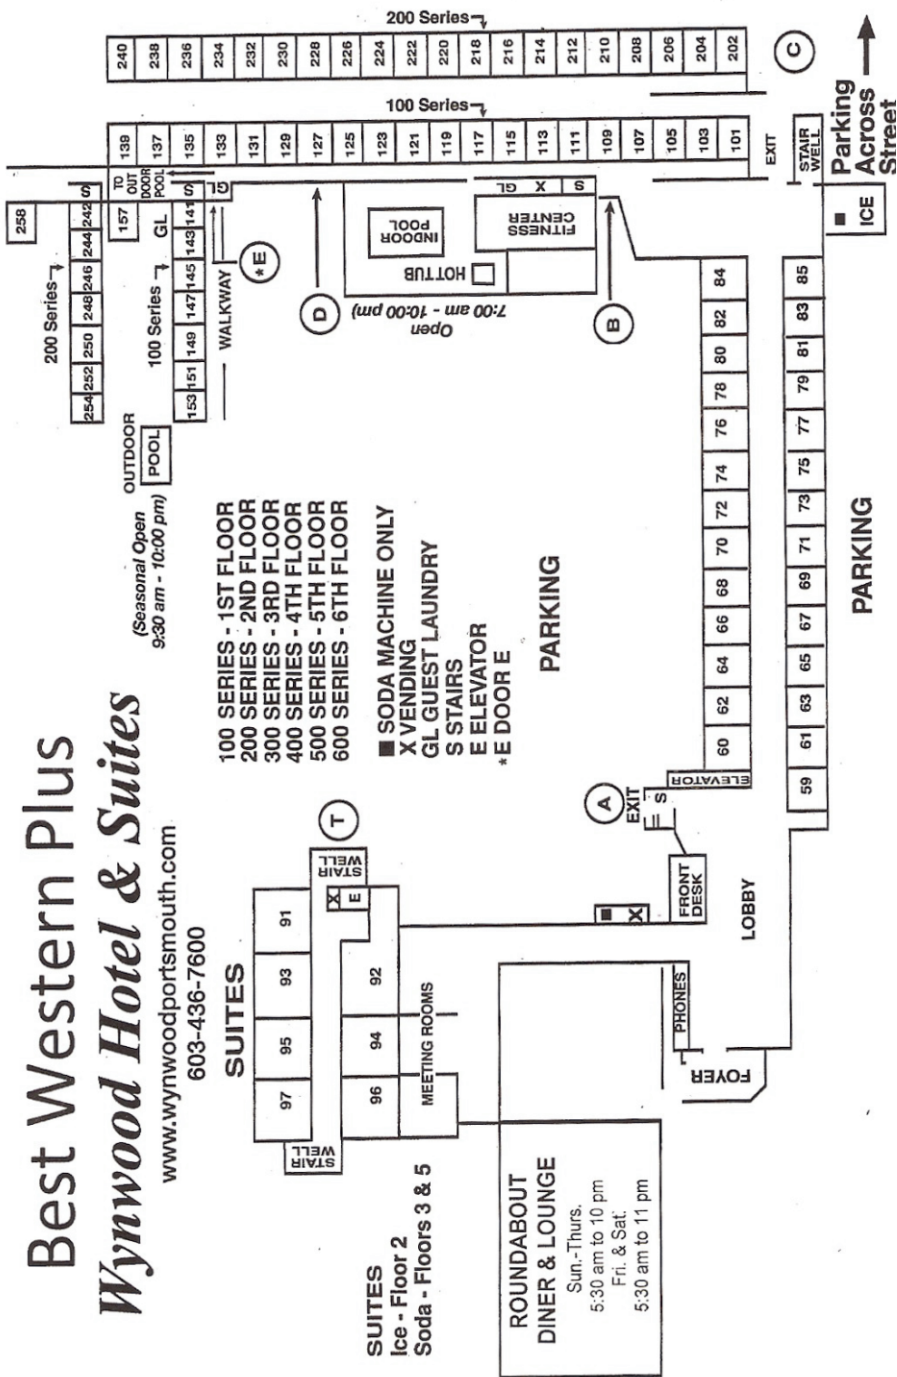 Best Western Plus
Wynwood Hotel & Suites
www.wynwoodportsmouth.com
603-436-7600
(Seasonal Open
9:30 am - 10:00 pm)
OUTDOOR
POOL
200 Series
254 252 250 248 246 244 242 S
258
100 Series
153 151 149 147 145 143 141 S
GL
157
TO
OUT
DOOR
POOL
GL
WALKWAY
*E
240 238 236 234 232 230 228 226 224 222 220 218 216 214 212 210 208 206 204 202
200 Series
C
139 137 135 133 131 129 127 125 123 121 119 117 115 113 111 109 107 105 103 101
100 Series
EXIT
STAIR
WELL
Parking
Across
Street
ICE
D
INDOOR
POOL
HOT TUB
Open
7:00 am - 10:00 pm)
FITNESS
CENTER
GL X S
B
100 SERIES - 1ST FLOOR
200 SERIES - 2ND FLOOR
300 SERIES - 3RD FLOOR
400 SERIES - 4TH FLOOR
500 SERIES - 5TH FLOOR
600 SERIES - 6TH FLOOR
■ SODA MACHINE ONLY
X VENDING
GL GUEST LAUNDRY
S STAIRS
E ELEVATOR
* E DOOR E
PARKING
SUITES
97 95 93 91
STAIR
WELL
X
E
STAIR
WELL
T
96 94 92
MEETING ROOMS
SUITES
Ice - Floor 2
Soda - Floors 3 & 5
ROUNDABOUT
DINER & LOUNGE
Sun.-Thurs.
5:30 am to 10 pm
Fri. & Sat.
5:30 am to 11 pm
X
FRONT
DESK
PHONES
FOYER
LOBBY
A
EXIT
S
ELEVATOR
60 62 64 66 68 70 72 74 76 78 80 82 84
59 61 63 65 67 69 71 73 75 77 79 81 83 85
PARKING